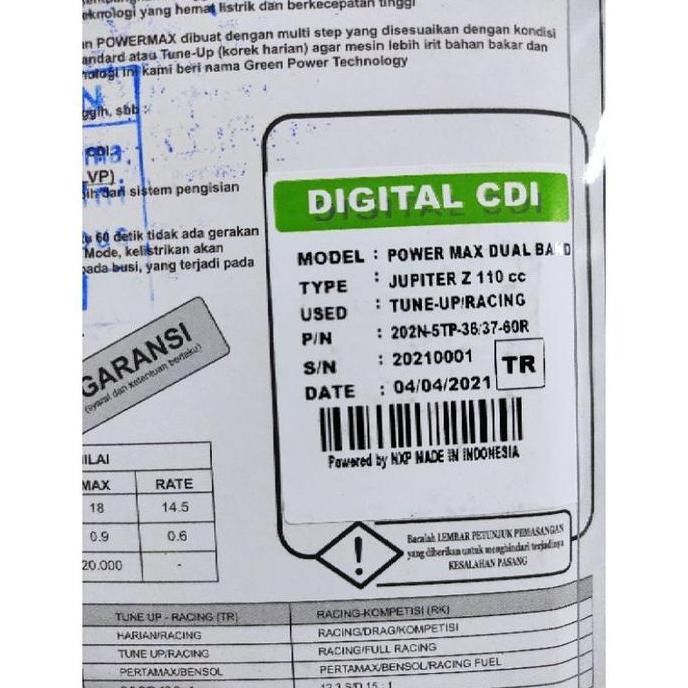 teknologi yang hemat listrik dan berkecepatan tinggi
POWERMAX dibuat dengan multi step yang disesuaikan dengan kondisi
atau Tune-Up (korek harian) agar mesin lebih irit bahan bakar dan
ini kami beri nama Green Power Technology
sbb :
CDI
VP)
dari sistem pengisian
60 detik tidak ada gerakan
Mode, kelistrikan akan
pada busi, yang terjadi pada
GARANSI
(syarat dan ketentuan berlaku)
MAX RATE
18 14.5
0.9 0.6
20.000 -
DIGITAL CDI
MODEL : POWER MAX DUAL BAND
TYPE : JUPITER Z 110 cc
USED : TUNE-UP/RACING
P/N : 202N-5TP-36/37-60R
S/N : 20210001
DATE : 04/04/2021
TR
Powered by NXP MADE IN INDONESIA
!
Bacalah LEMBAR PETUNJUK PEMASANGAN
yang diberikan untuk menghindari terjadinya
KESALAHAN PASANG
TUNE UP - RACING (TR) RACING-KOMPETISI (RK)
HARIAN/RACING RACING/DRAG/KOMPETISI
TUNE UP/RACING RACING/FULL RACING
PERTAMAX/BENSOL PERTAMAX/BENSOL/RACING FUEL